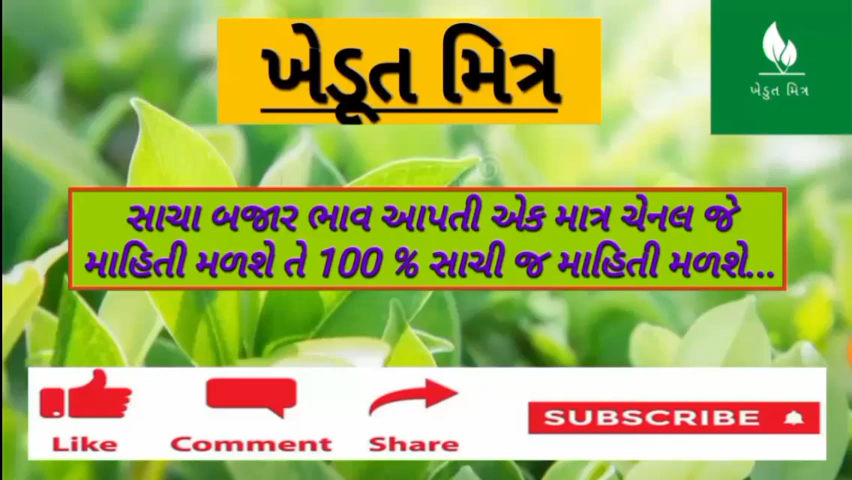 ખેડૂત મિત્ર
ખેડુત મિત્ર
સાચા બજાર ભાવ આપતી એક માત્ર ચેનલ જે
માહિતી મળશે તે 100 % સાચી જ માહિતી મળશે...
Like Comment Share SUBSCRIBE